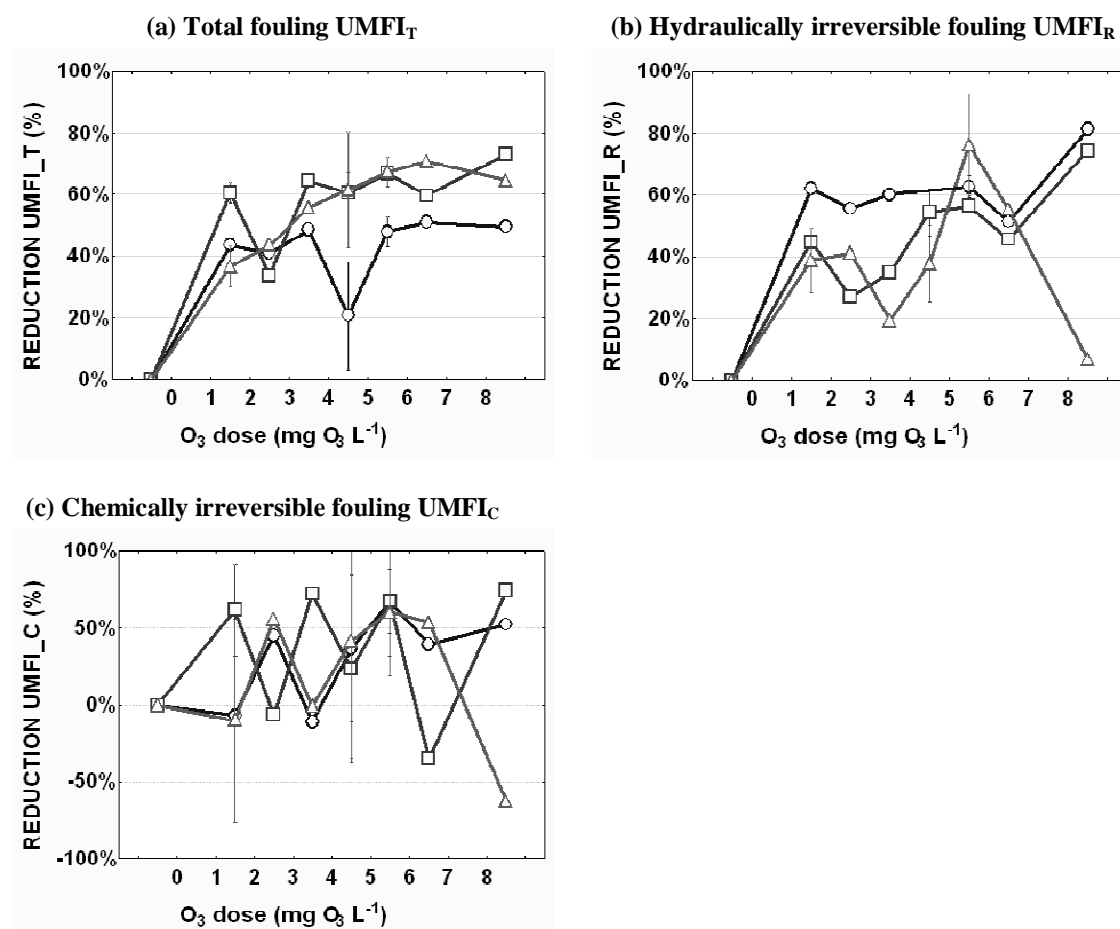 (a) Total fouling UMFI_T
100%
80%
60%
40%
20%
0%
REDUCTION UMFI_T (%)
0 1 2 3 4 5 6 7 8
O₃ dose (mg O₃ L⁻¹)
(b) Hydraulically irreversible fouling UMFI_R
100%
80%
60%
40%
20%
0%
REDUCTION UMFI_R (%)
0 1 2 3 4 5 6 7 8
O₃ dose (mg O₃ L⁻¹)
(c) Chemically irreversible fouling UMFI_C
100%
50%
0%
-50%
-100%
REDUCTION UMFI_C (%)
0 1 2 3 4 5 6 7 8
O₃ dose (mg O₃ L⁻¹)